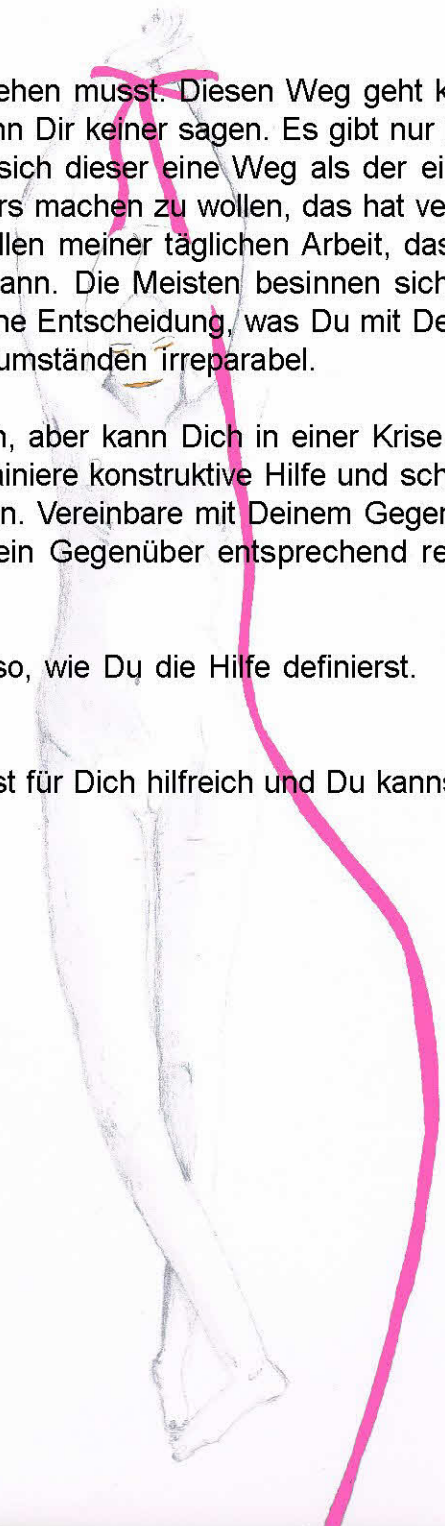 ehen musst. Diesen Weg geht k
nn Dir keiner sagen. Es gibt nur
sich dieser eine Weg als der ei
rs machen zu wollen, das hat ve
llen meiner täglichen Arbeit, das
ann. Die Meisten besinnen sich
ne Entscheidung, was Du mit De
umständen irreparabel.
n, aber kann Dich in einer Krise
ainiere konstruktive Hilfe und sch
n. Vereinbare mit Deinem Gegen
ein Gegenüber entsprechend re
so, wie Du die Hilfe definierst.
st für Dich hilfreich und Du kanns